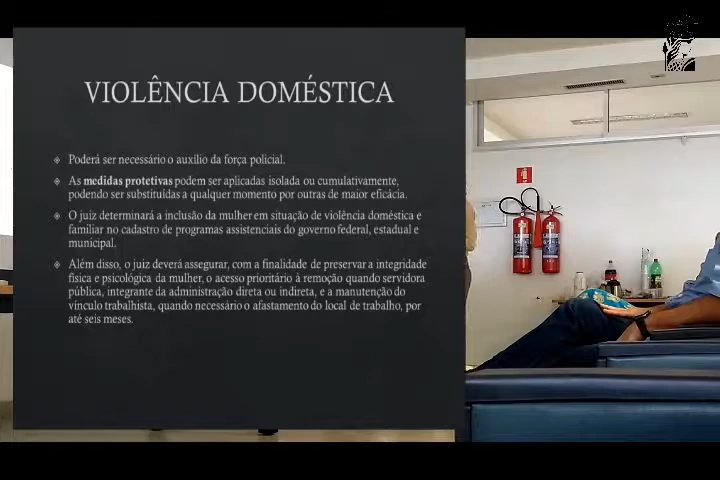 VIOLÊNCIA DOMÉSTICA
Poderá ser necessário o auxílio da força policial.
As medidas protetivas podem ser aplicadas isolada ou cumulativamente,
podendo ser substituídas a qualquer momento por outras de maior eficácia.
O juiz determinará a inclusão da mulher em situação de violência doméstica e
familiar no cadastro de programas assistenciais do governo federal, estadual e
municipal.
Além disso, o juiz deverá assegurar, com a finalidade de preservar a integridade
física e psicológica da mulher, o acesso prioritário à remoção quando servidora
pública, integrante da administração direta ou indireta, e a manutenção do
vínculo trabalhista, quando necessário o afastamento do local de trabalho, por
até seis meses.